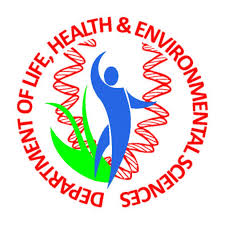 DEPARTMENT OF LIFE, HEALTH & ENVIRONMENTAL SCIENCES